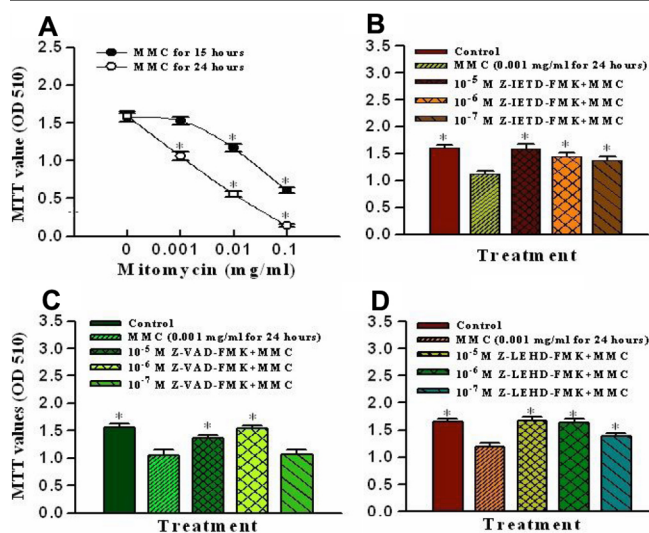 A
MMC for 15 hours
MMC for 24 hours
MTT value (OD 510)
2.5
2.0
1.5
1.0
0.5
0.0
*
*
*
*
*
0 0.001 0.01 0.1
Mitomycin (mg/ml)
B
Control
MMC (0.001 mg/ml for 24 hours)
10⁻⁵ M Z-IETD-FMK+MMC
10⁻⁶ M Z-IETD-FMK+MMC
10⁻⁷ M Z-IETD-FMK+MMC
3.5
3.0
2.5
2.0
1.5
1.0
0.5
0.0
* * * *
Treatment
C
Control
MMC (0.001 mg/ml for 24 hours)
10⁻⁵ M Z-VAD-FMK+MMC
10⁻⁶ M Z-VAD-FMK+MMC
10⁻⁷ M Z-VAD-FMK+MMC
MTT values (OD 510)
3.5
3.0
2.5
2.0
1.5
1.0
0.5
0.0
* * *
Treatment
D
Control
MMC (0.001 mg/ml for 24 hours)
10⁻⁵ M Z-LEHD-FMK+MMC
10⁻⁶ M Z-LEHD-FMK+MMC
10⁻⁷ M Z-LEHD-FMK+MMC
3.5
3.0
2.5
2.0
1.5
1.0
0.5
0.0
* * * *
Treatment